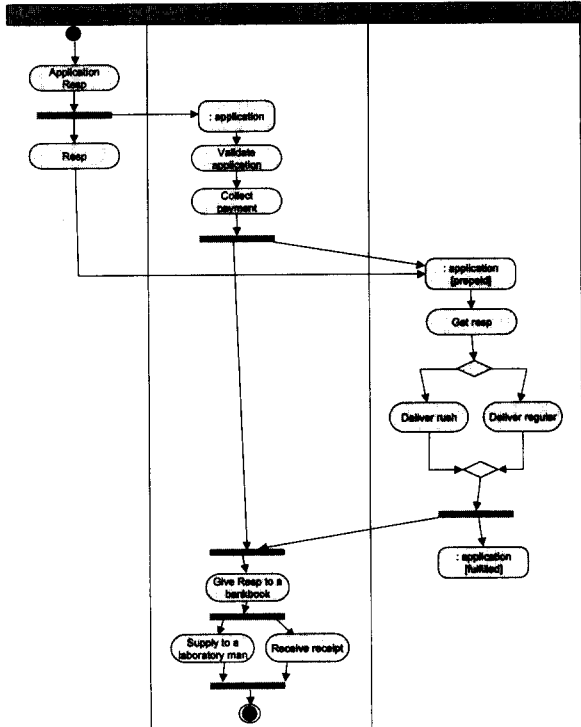 Application
Resp
Resp
: application
Validate
application
Collect
payment
: application
[prepaid]
Get resp
Deliver rush
Deliver regular
: application
[fulfilled]
Give Resp to a
bankbook
Supply to a
laboratory man
Receive receipt